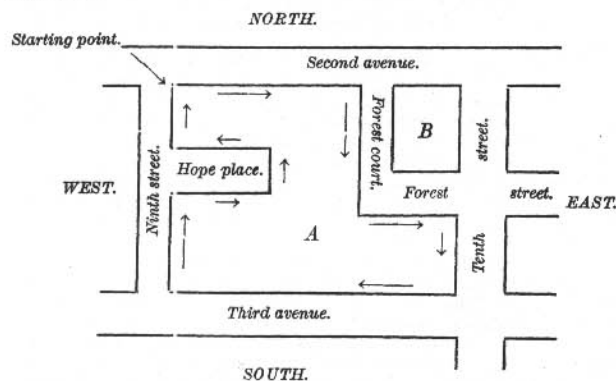 NORTH.
Starting point.
Second avenue.
Forest court.
B
street.
Ninth street.
Hope place.
WEST.
Forest street.
EAST.
A
Tenth
Third avenue.
SOUTH.